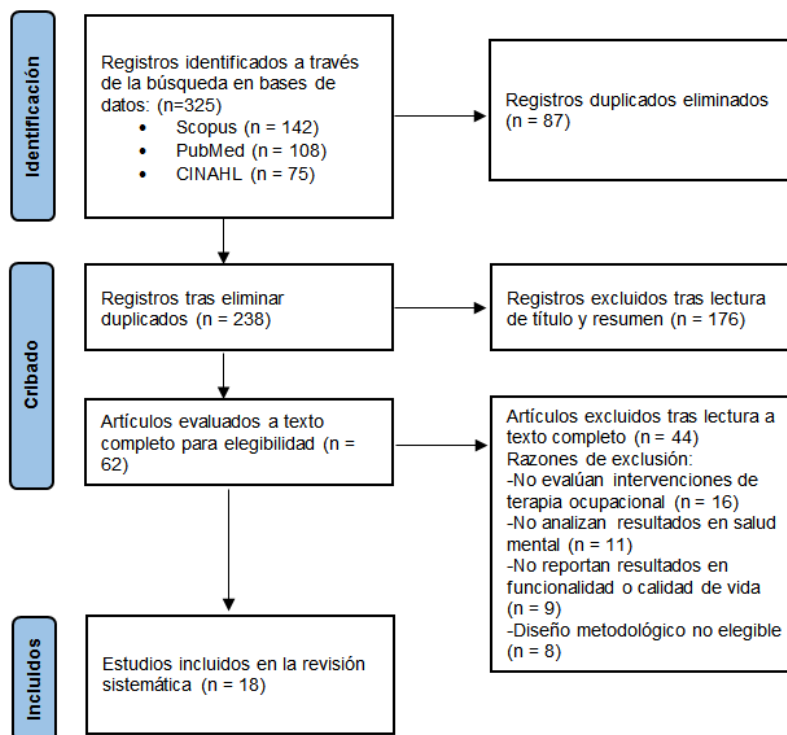 Identificación
Registros identificados a través
de la búsqueda en bases de
datos: (n=325)
• Scopus (n = 142)
• PubMed (n = 108)
• CINAHL (n = 75)
Registros duplicados eliminados
(n = 87)
Cribado
Registros tras eliminar
duplicados (n = 238)
Registros excluidos tras lectura
de título y resumen (n = 176)
Artículos evaluados a texto
completo para elegibilidad (n =
62)
Artículos excluidos tras lectura a
texto completo (n = 44)
Razones de exclusión:
-No evalúan intervenciones de
terapia ocupacional (n = 16)
-No analizan resultados en salud
mental (n = 11)
-No reportan resultados en
funcionalidad o calidad de vida
(n = 9)
-Diseño metodológico no elegible
(n = 8)
Incluidos
Estudios incluidos en la revisión
sistemática (n = 18)